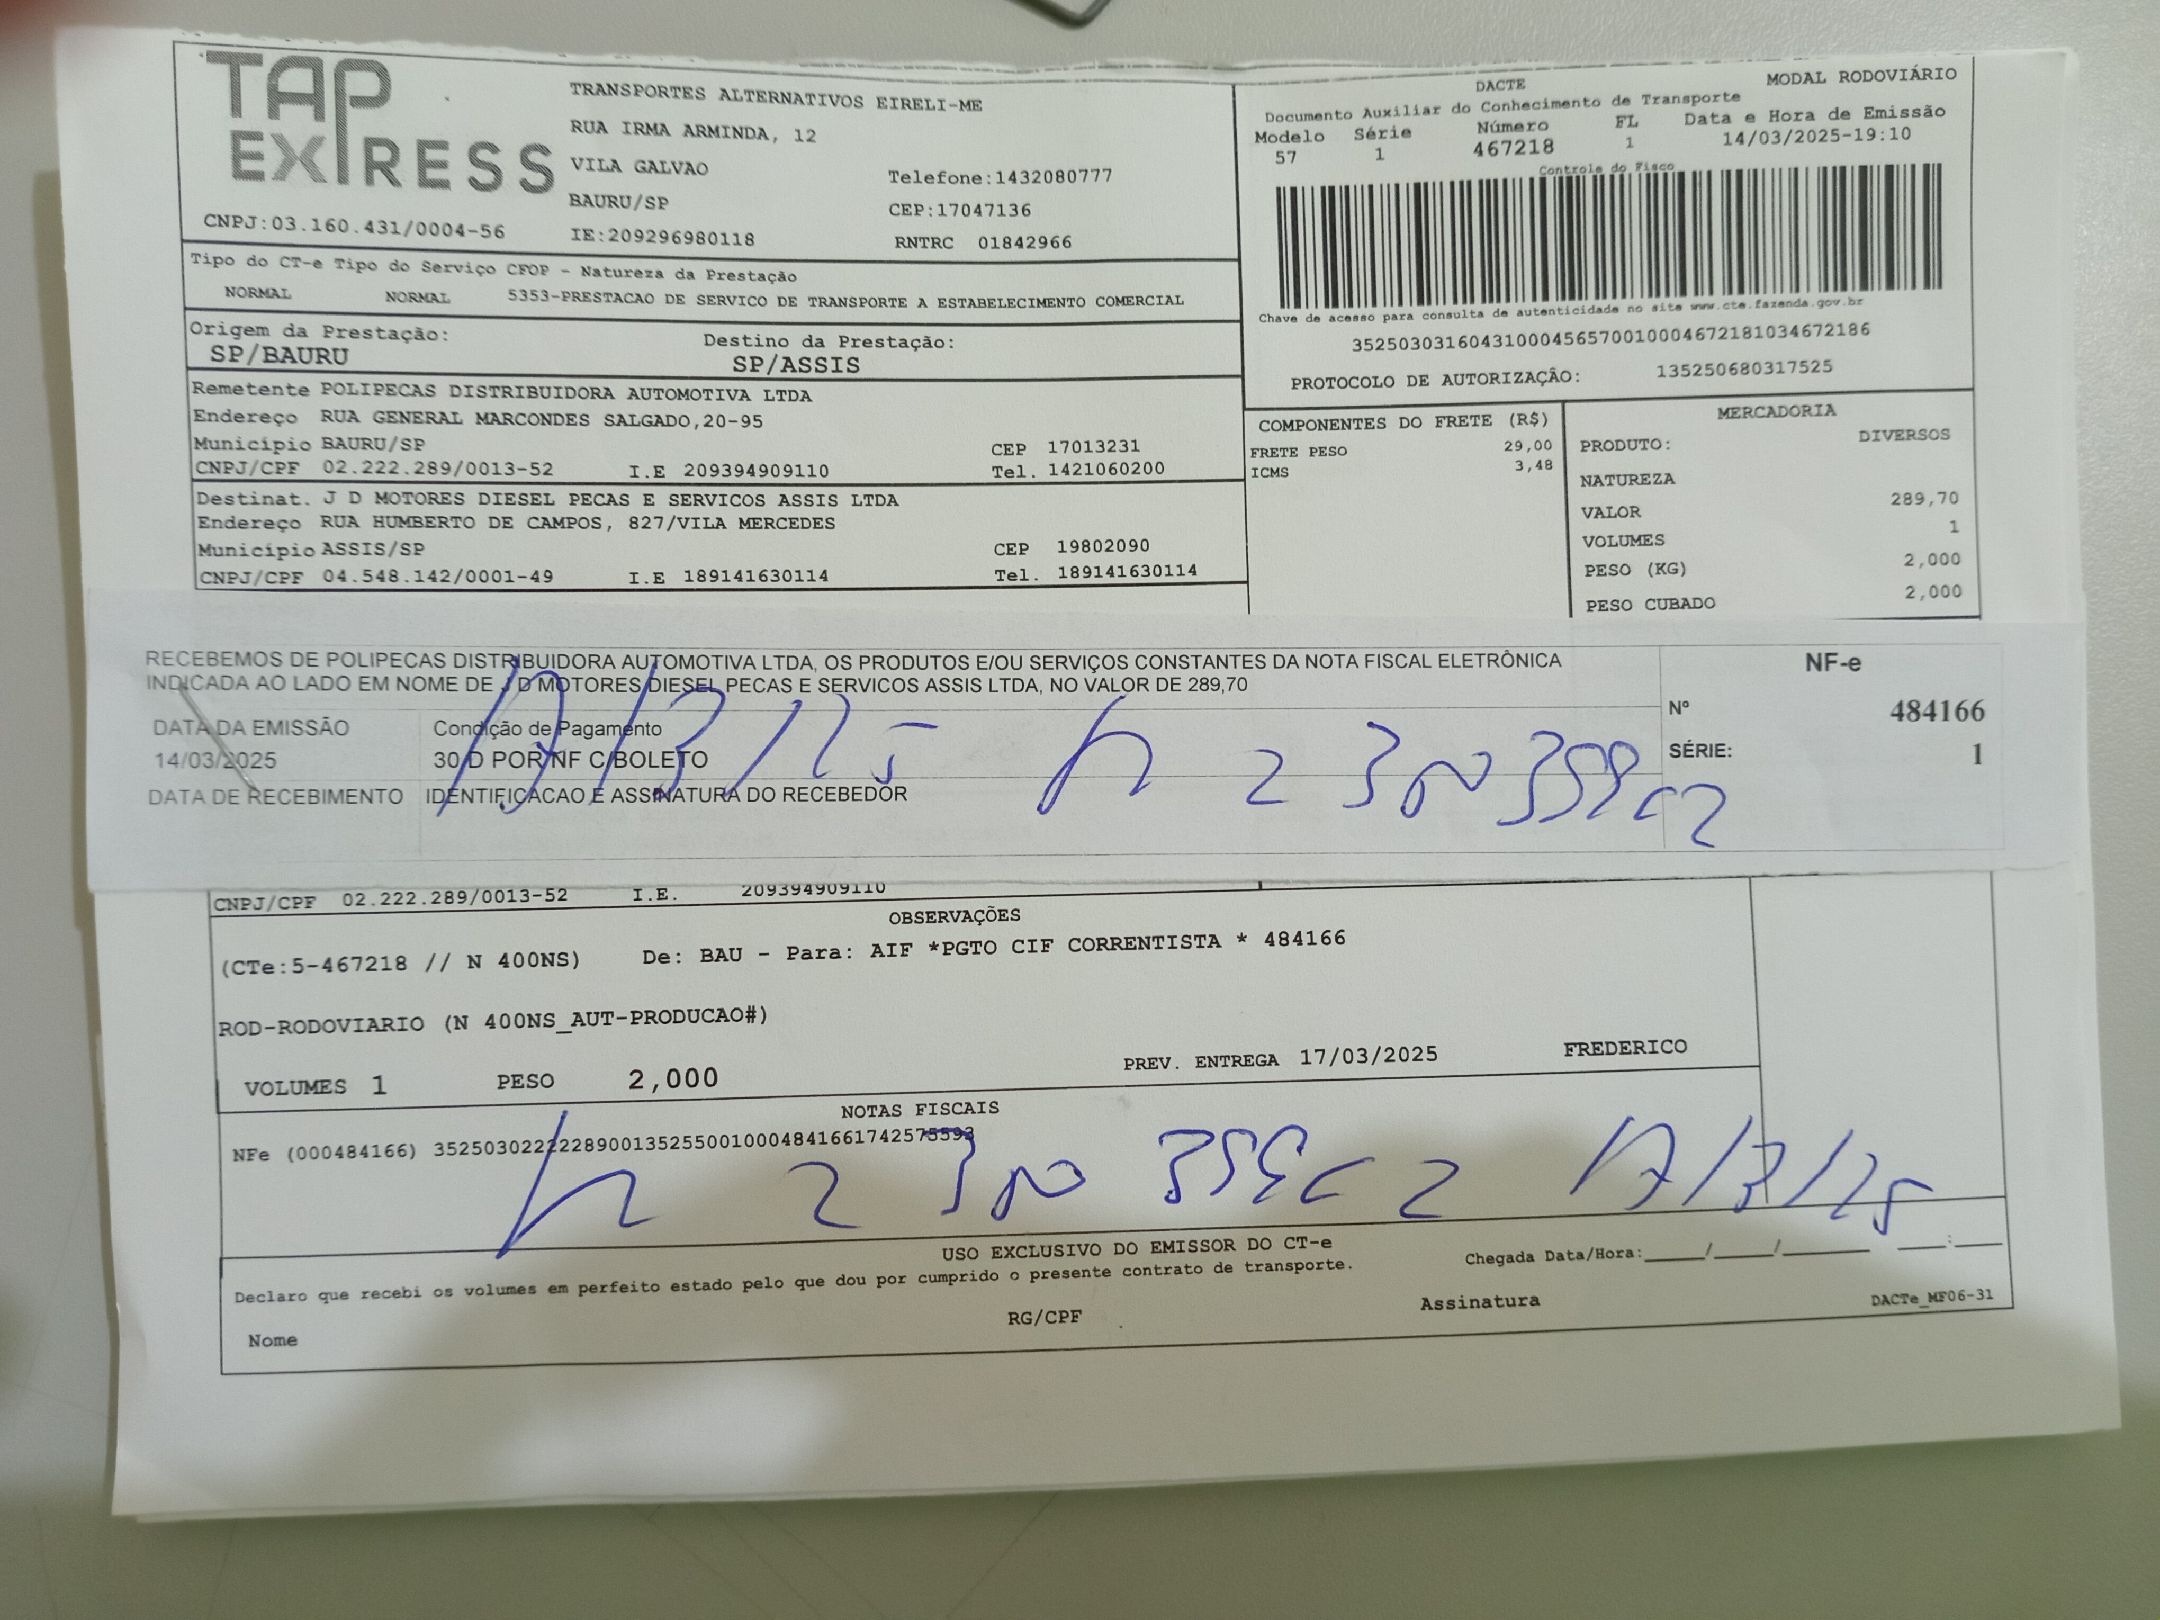 TAP EXPRESS
TRANSPORTES ALTERNATIVOS EIRELI-ME
RUA IRMA ARMINDA, 12
VILA GALVAO
Telefone:1432080777
BAURU/SP
CEP:17047136
CNPJ:03.160.431/0004-56
IE:209296980118
RNTRC 01842966
DACTE
MODAL RODOVIÁRIO
Documento Auxiliar do Conhecimento de Transporte
Modelo Série Número FL Data e Hora de Emissão
57 1 467218 1 14/03/2025-19:10
Controle do Fisco
Chave de acesso para consulta de autenticidade no site www.cte.fazenda.gov.br
35250303160431000456570010004672181034672186
PROTOCOLO DE AUTORIZAÇÂO: 135250680317525
Tipo do CT-e Tipo do Serviço CFOP - Natureza da Prestação
NORMAL NORMAL 5353-PRESTACAO DE SERVICO DE TRANSPORTE A ESTABELECIMENTO COMERCIAL
Origem da Prestação: Destino da Prestação:
SP/BAURU SP/ASSIS
Remetente POLIPECAS DISTRIBUIDORA AUTOMOTIVA LTDA
Endereço RUA GENERAL MARCONDES SALGADO,20-95
Município BAURU/SP CEP 17013231
CNPJ/CPF 02.222.289/0013-52 I.E 209394909110 Tel. 1421060200
Destinat. J D MOTORES DIESEL PECAS E SERVICOS ASSIS LTDA
Endereço RUA HUMBERTO DE CAMPOS, 827/VILA MERCEDES
Município ASSIS/SP CEP 19802090
CNPJ/CPF 04.548.142/0001-49 I.E 189141630114 Tel. 189141630114
COMPONENTES DO FRETE (R$)
FRETE PESO 29,00
ICMS 3,48
MERCADORIA
PRODUTO: DIVERSOS
NATUREZA
VALOR 289,70
VOLUMES 1
PESO (KG) 2,000
PESO CUBADO 2,000
RECEBEMOS DE POLIPECAS DISTRIBUIDORA AUTOMOTIVA LTDA, OS PRODUTOS E/OU SERVIÇOS CONSTANTES DA NOTA FISCAL ELETRÔNICA
INDICADA AO LADO EM NOME DE J D MOTORES DIESEL PECAS E SERVICOS ASSIS LTDA, NO VALOR DE 289,70
NF-e
Nº 484166
SÉRIE: 1
DATA DA EMISSÃO Condição de Pagamento
14/03/2025 30 D POR NF C/BOLETO
DATA DE RECEBIMENTO IDENTIFICACAO E ASSINATURA DO RECEBEDOR
17/3/25
CNPJ/CPF 02.222.289/0013-52 I.E. 209394909110
OBSERVAÇÕES
(CTe:5-467218 // N 400NS) De: BAU - Para: AIF *PGTO CIF CORRENTISTA * 484166
ROD-RODOVIARIO (N 400NS_AUT-PRODUCAO#)
VOLUMES 1 PESO 2,000 PREV. ENTREGA 17/03/2025 FREDERICO
NOTAS FISCAIS
NFe (000484166) 35250302222289001352550010004841661742575593
17/3/25
USO EXCLUSIVO DO EMISSOR DO CT-e
Declaro que recebi os volumes em perfeito estado pelo que dou por cumprido o presente contrato de transporte.
Chegada Data/Hora:____/____/______ ___:___
Nome RG/CPF Assinatura DACTe_MF06-31